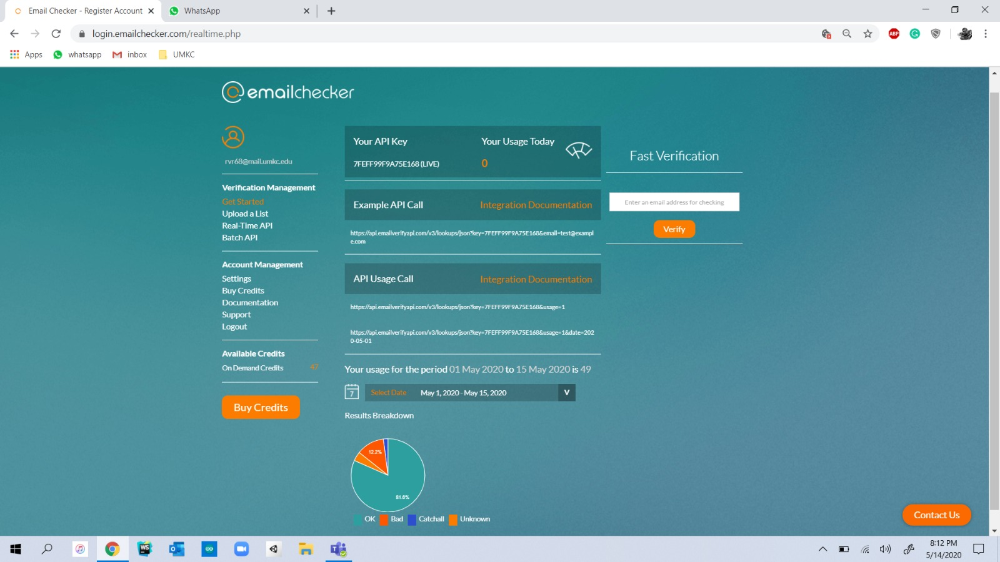 Email Checker - Register Account
WhatsApp
login.emailchecker.com/realtime.php
ABP
Apps
whatsapp
inbox
UMKC
emailchecker
rvr68@mail.umkc.edu
Verification Management
Get Started
Upload a List
Real-Time API
Batch API
Account Management
Settings
Buy Credits
Documentation
Support
Logout
Available Credits
On Demand Credits 47
Buy Credits
Your API Key
7FEFF99F9A75E168 (LIVE)
Your Usage Today
0
Example API Call Integration Documentation
https://api.emailverifyapi.com/v3/lookups/json?key=7FEFF99F9A75E168&email=test@exampl
e.com
API Usage Call Integration Documentation
https://api.emailverifyapi.com/v3/lookups/json?key=7FEFF99F9A75E168&usage=1
https://api.emailverifyapi.com/v3/lookups/json?key=7FEFF99F9A75E168&usage=1&date=202
0-05-01
Your usage for the period 01 May 2020 to 15 May 2020 is 49
7
Select Date May 1, 2020 - May 15, 2020 V
Results Breakdown
12.2%
81.6%
OK Bad Catchall Unknown
Fast Verification
Enter an email address for checking
Verify
Contact Us
WS
8:12 PM
5/14/2020